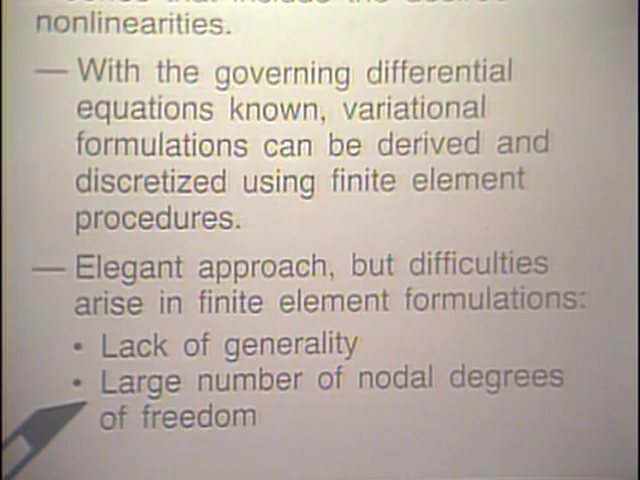 nonlinearities.
— With the governing differential
equations known, variational
formulations can be derived and
discretized using finite element
procedures.
— Elegant approach, but difficulties
arise in finite element formulations:
• Lack of generality
• Large number of nodal degrees
of freedom